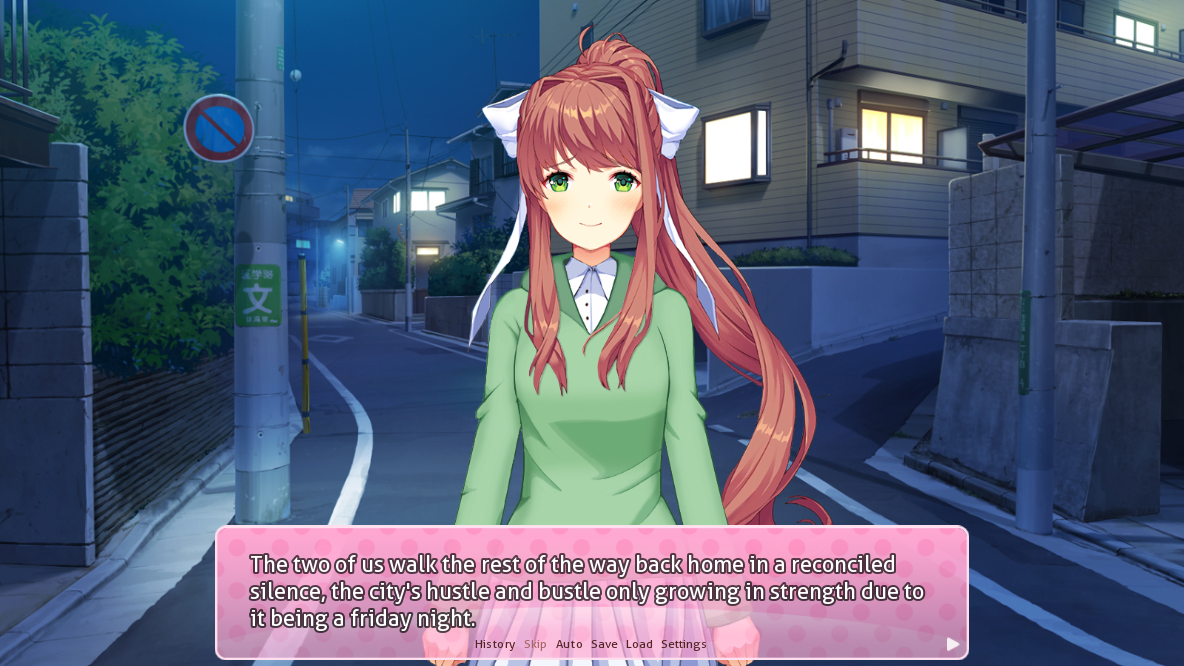 文
The two of us walk the rest of the way back home in a reconciled
silence, the city's hustle and bustle only growing in strength due to
it being a friday night.
History Skip Auto Save Load Settings